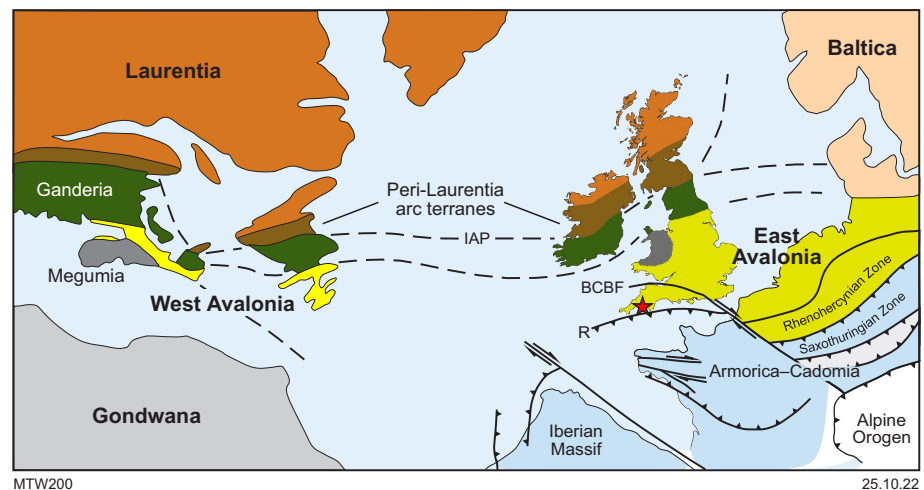 Laurentia
Baltica
Ganderia
Peri-Laurentia
arc terranes
IAP
East
Avalonia
Megumia
West Avalonia
BCBF
R
Rhenohercynian Zone
Saxothuringian Zone
Armorica–Cadomia
Gondwana
Iberian
Massif
Alpine
Orogen
MTW200
25.10.22